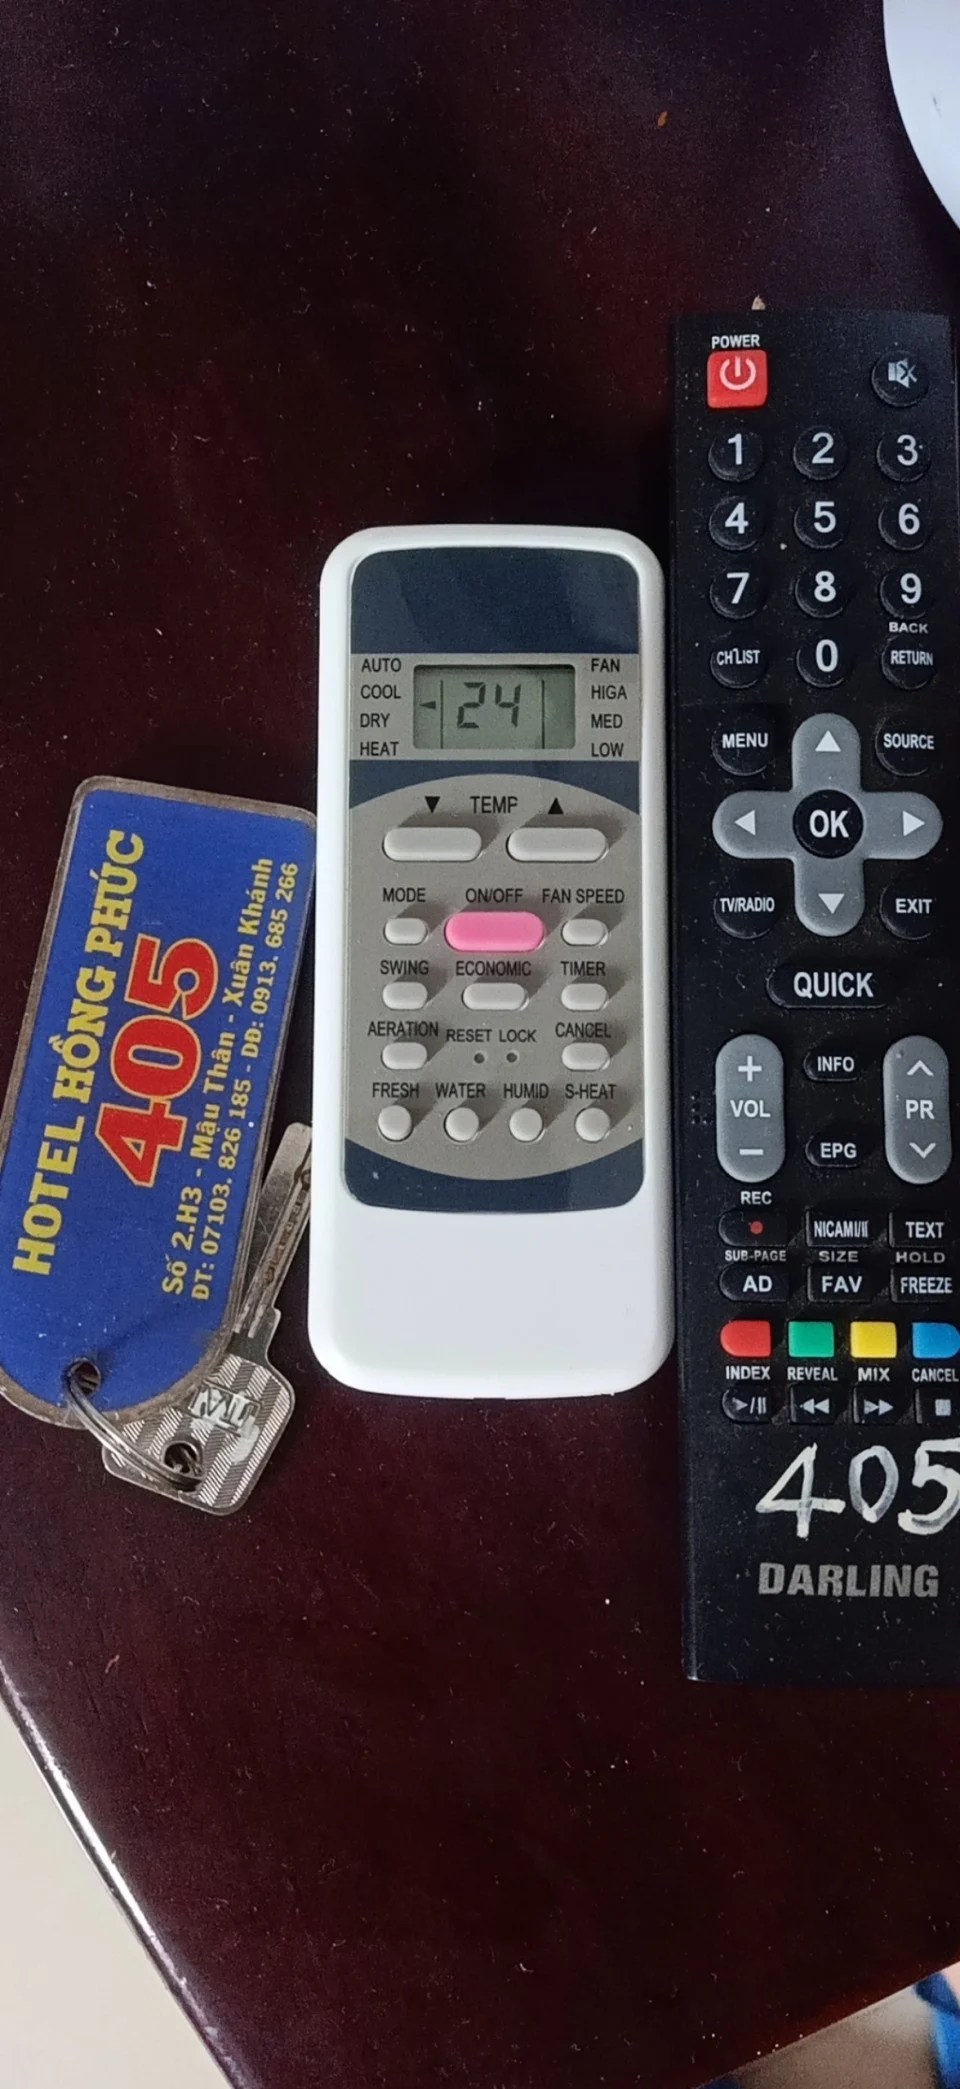 HOTEL HỒNG PHÚC
405
Số 2.H3 - Mậu Thân - Xuân Khánh
ĐT: 07103. 826 185 - DĐ: 0913. 685 266
AUTO
COOL
DRY
HEAT
24
FAN
HIGA
MED
LOW
▼ TEMP ▲
MODE ON/OFF FAN SPEED
SWING ECONOMIC TIMER
AERATION RESET LOCK CANCEL
FRESH WATER HUMID S-HEAT
POWER
1 2 3
4 5 6
7 8 9
BACK
CH'LIST 0 RETURN
MENU SOURCE
OK
TV/RADIO EXIT
QUICK
+ INFO
VOL PR
- EPG
REC
NICAM I/II TEXT
SUB-PAGE SIZE HOLD
AD FAV FREEZE
INDEX REVEAL MIX CANCEL
405
DARLING